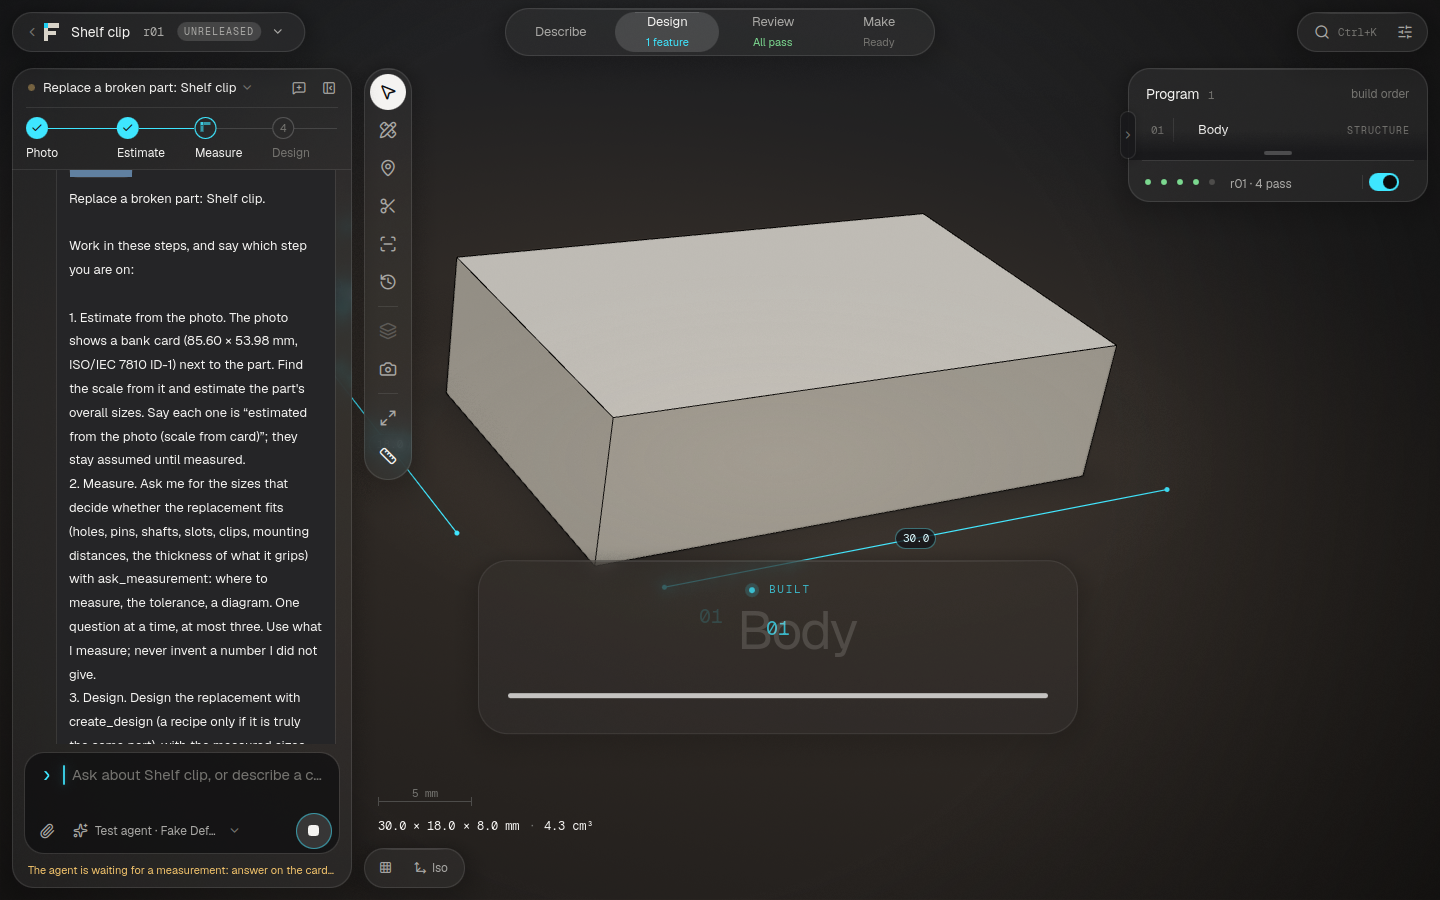 Shelf clip r01 UNRELEASED
Describe
Design
1 feature
Review
All pass
Make
Ready
Ctrl+K
Replace a broken part: Shelf clip
4
Photo Estimate Measure Design
Replace a broken part: Shelf clip.
Work in these steps, and say which step
you are on:
1. Estimate from the photo. The photo
shows a bank card (85.60 × 53.98 mm,
ISO/IEC 7810 ID-1) next to the part. Find
the scale from it and estimate the part's
overall sizes. Say each one is “estimated
from the photo (scale from card)”; they
stay assumed until measured.
2. Measure. Ask me for the sizes that
decide whether the replacement fits
(holes, pins, shafts, slots, clips, mounting
distances, the thickness of what it grips)
with ask_measurement: where to
measure, the tolerance, a diagram. One
question at a time, at most three. Use what
I measure; never invent a number I did not
give.
3. Design. Design the replacement with
create_design (a recipe only if it is truly
the same part), with the measured sizes
Ask about Shelf clip, or describe a c...
Test agent · Fake Def...
The agent is waiting for a measurement: answer on the card...
Program 1 build order
01 Body STRUCTURE
r01 · 4 pass
30.0
BUILT
01
Body
01
5 mm
30.0 × 18.0 × 8.0 mm · 4.3 cm³
Iso